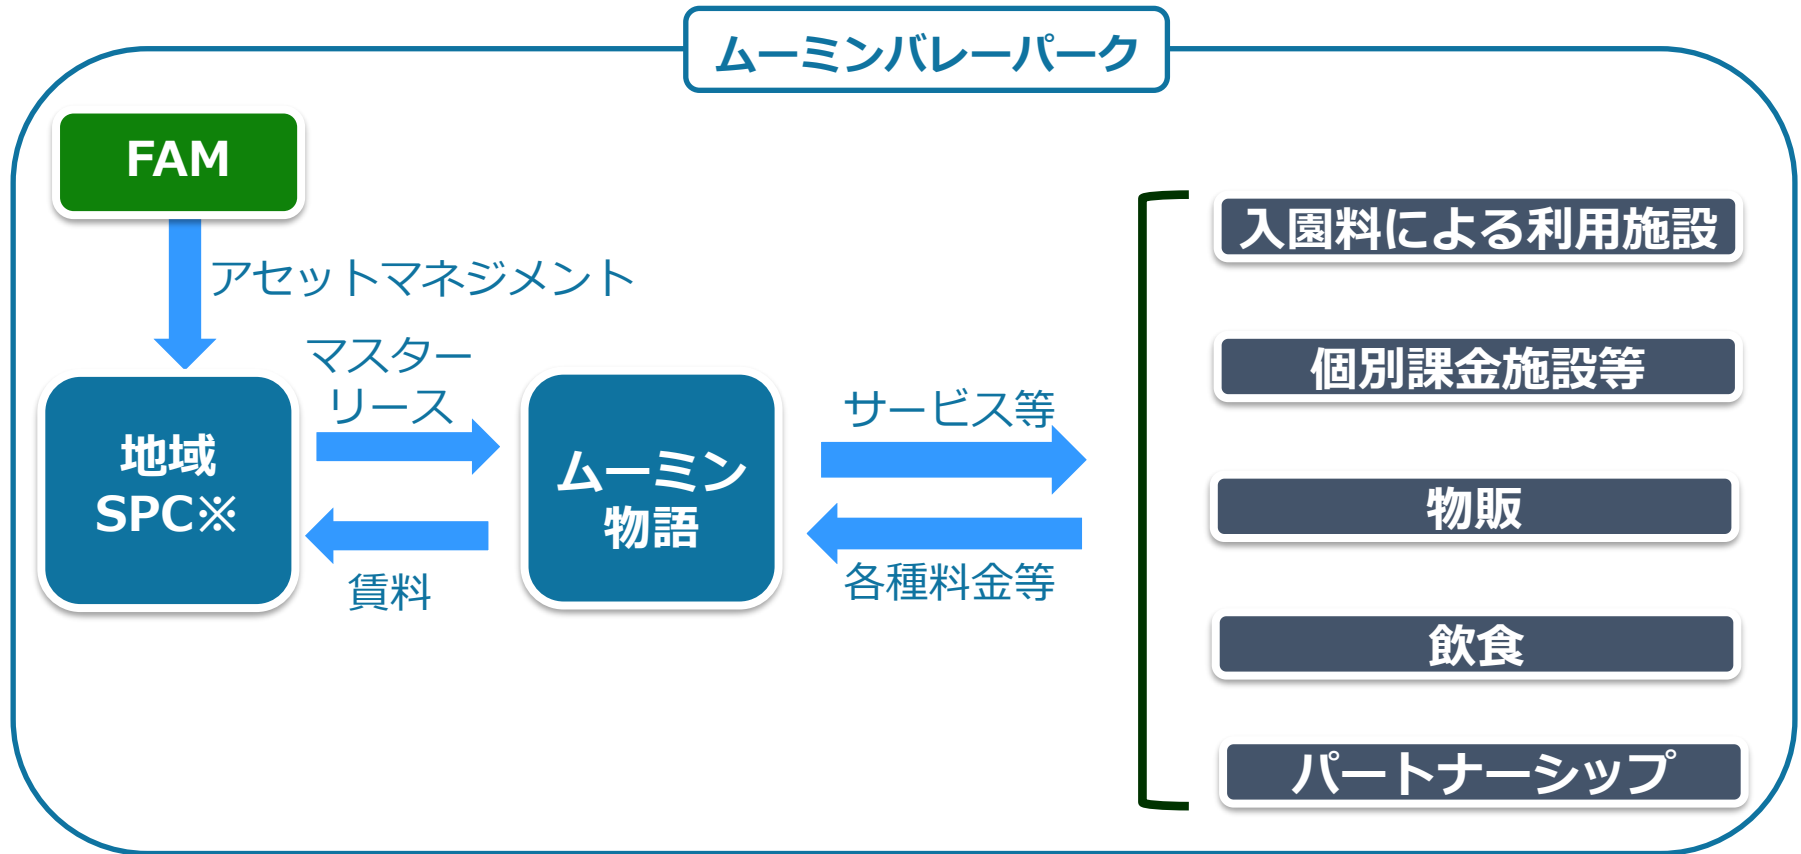 ムーミンバレーパーク
FAM
アセットマネジメント
マスター
リース
地域
SPC※
賃料
ムーミン
物語
サービス等
各種料金等
入園料による利用施設
個別課金施設等
物販
飲食
パートナーシップ